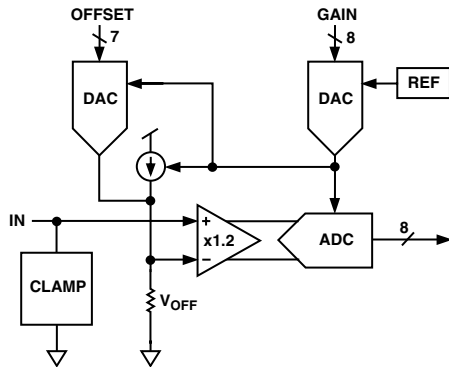 OFFSET
GAIN
7
8
DAC
DAC
REF
IN
+
x1.2
−
ADC
8
CLAMP
VOFF